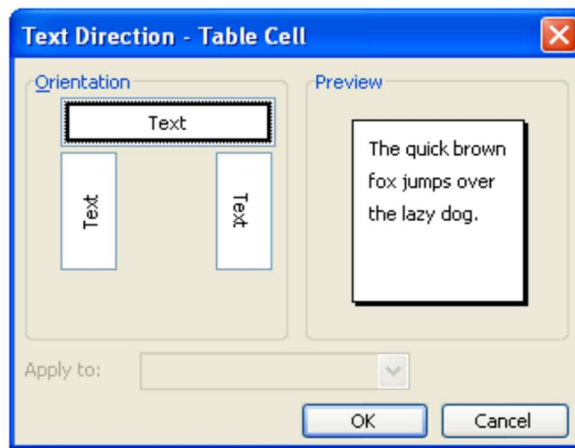 Text Direction - Table Cell
Orientation
Text
Text
Text
Preview
The quick brown
fox jumps over
the lazy dog.
Apply to:
OK
Cancel